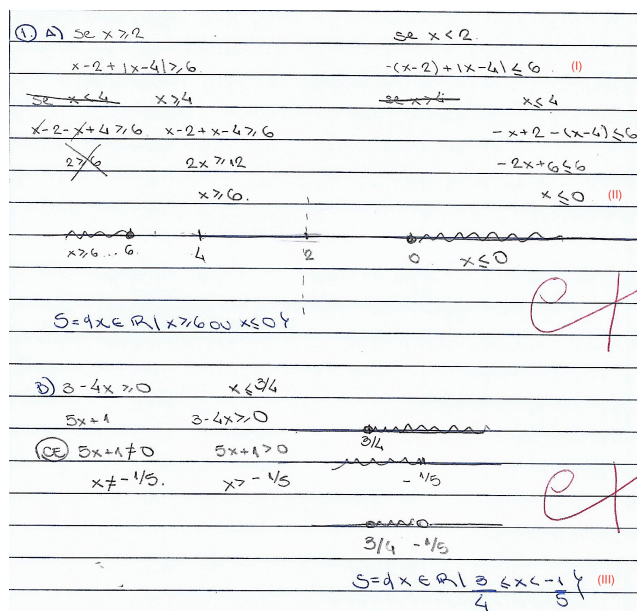 1. A) se x ≥ 2 se x < 2.
x-2 + |x-4| ≥ 6 -(x-2) + |x-4| ≤ 6 (I)
se x < 4 x ≥ 4 se x ≥ 4 x ≤ 4
x-2-x+4 ≥ 6 x-2+x-4 ≥ 6 -x+2-(x-4) ≤ 6
2 ≥ 6 2x ≥ 12 -2x+6 ≤ 6
x ≥ 6. x ≤ 0 (II)
x ≥ 6 ... 6 4 2 0 x ≤ 0
S = {x ∈ R | x ≥ 6 ou x ≤ 0}
B) 3-4x ≥ 0 x ≤ 3/4
5x+1 3-4x ≥ 0
3/4
CE 5x+1 ≠ 0 5x+1 > 0
x ≠ -1/5. x > -1/5 -1/5
3/4 -1/5
S = {x ∈ R | 3/4 ≤ x < -1/5} (III)